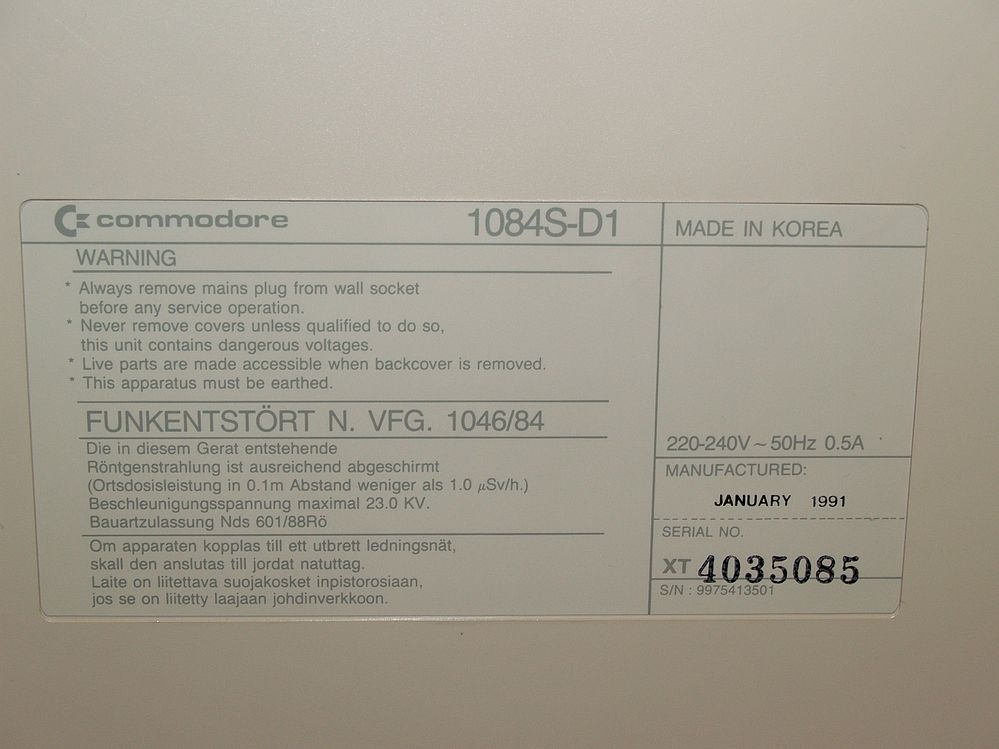 commodore 1084S-D1
WARNING
* Always remove mains plug from wall socket
before any service operation.
* Never remove covers unless qualified to do so,
this unit contains dangerous voltages.
* Live parts are made accessible when backcover is removed.
* This apparatus must be earthed.
FUNKENTSTÖRT N. VFG. 1046/84
Die in diesem Gerat entstehende
Röntgenstrahlung ist ausreichend abgeschirmt
(Ortsdosisleistung in 0.1m Abstand weniger als 1.0 µSv/h.)
Beschleunigungsspannung maximal 23.0 KV.
Bauartzulassung Nds 601/88Rö
Om apparaten kopplas till ett utbrett ledningsnät,
skall den anslutas till jordat natuttag.
Laite on liitettava suojakosket inpistorosiaan,
jos se on liitetty laajaan johdinverkkoon.
MADE IN KOREA
220-240V~50Hz 0.5A
MANUFACTURED:
JANUARY 1991
SERIAL NO.
XT 4035085
S/N : 9975413501